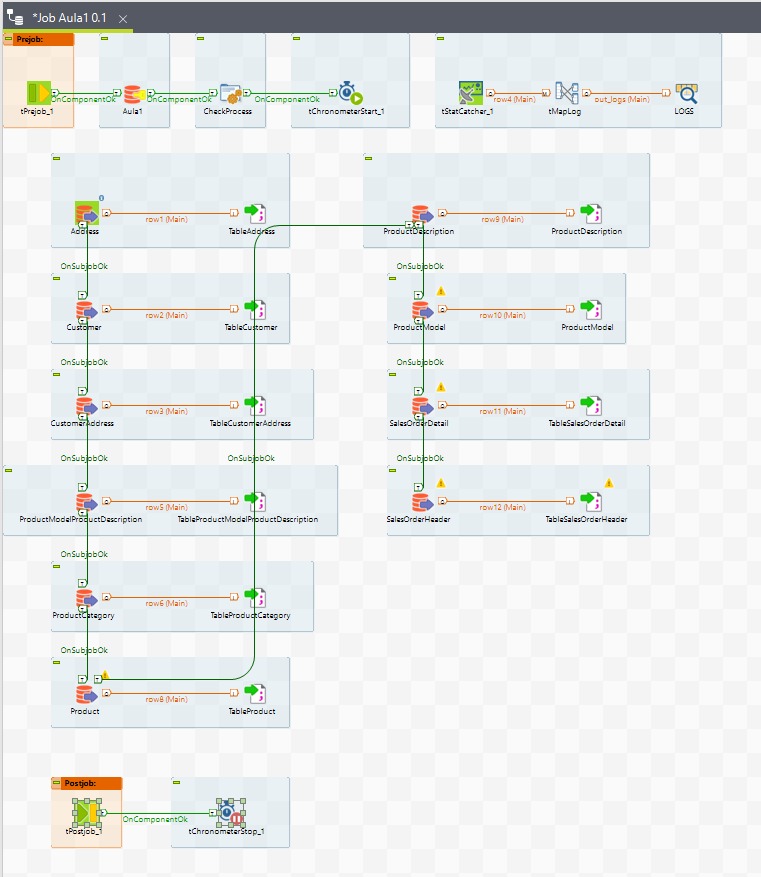 *Job Aula1 0.1
Prejob:
OnComponentOk
OnComponentOk
OnComponentOk
row4 (Main)
out_logs (Main)
tPrejob_1
Aula1
CheckProcess
tChronometerStart_1
tStatCatcher_1
tMapLog
LOGS
row1 (Main)
row9 (Main)
Address
TableAddress
ProductDescription
ProductDescription
OnSubjobOk
OnSubjobOk
row2 (Main)
row10 (Main)
Customer
TableCustomer
ProductModel
ProductModel
OnSubjobOk
OnSubjobOk
row3 (Main)
row11 (Main)
CustomerAddress
TableCustomerAddress
SalesOrderDetail
TableSalesOrderDetail
OnSubjobOk
OnSubjobOk
OnSubjobOk
row5 (Main)
row12 (Main)
ProductModelProductDescription
TableProductModelProductDescription
SalesOrderHeader
TableSalesOrderHeader
OnSubjobOk
row6 (Main)
ProductCategory
TableProductCategory
OnSubjobOk
row8 (Main)
Product
TableProduct
Postjob:
OnComponentOk
tPostjob_1
tChronometerStop_1